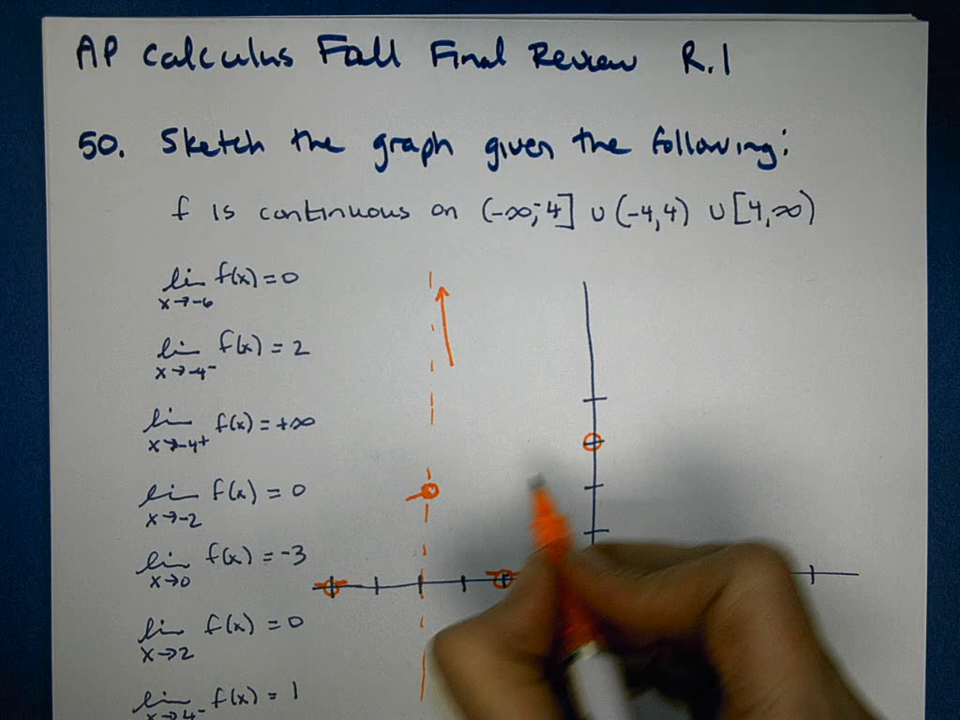 AP Calculus Fall Final Review R.1
50. Sketch the graph given the following:
f is continuous on (-∞,-4] ∪ (-4,4) ∪ [4,∞)
lim f(x) = 0
x→-6
lim f(x) = 2
x→-4⁻
lim f(x) = +∞
x→-4⁺
lim f(x) = 0
x→-2
lim f(x) = -3
x→0
lim f(x) = 0
x→2
lim f(x) = 1
x→4⁻